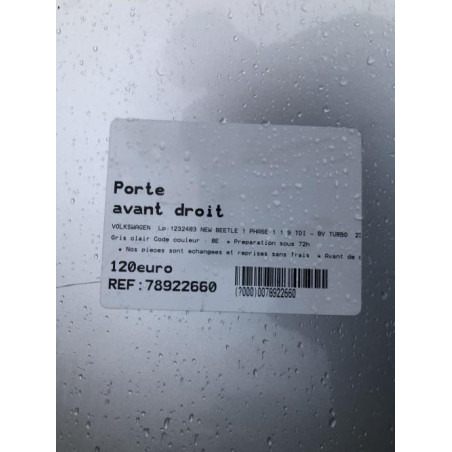 Porte
avant droit
VOLKSWAGEN Lp 1232483 NEW BEETLE 1 PHASE 1 1 9 TDI - 8V TURBO
Gris clair Code couleur : BE * Preparation sous 72h
* Nos pieces sont echangees et reprises sans frais * Avant de
120euro
REF:78922660
(7000)0078922660